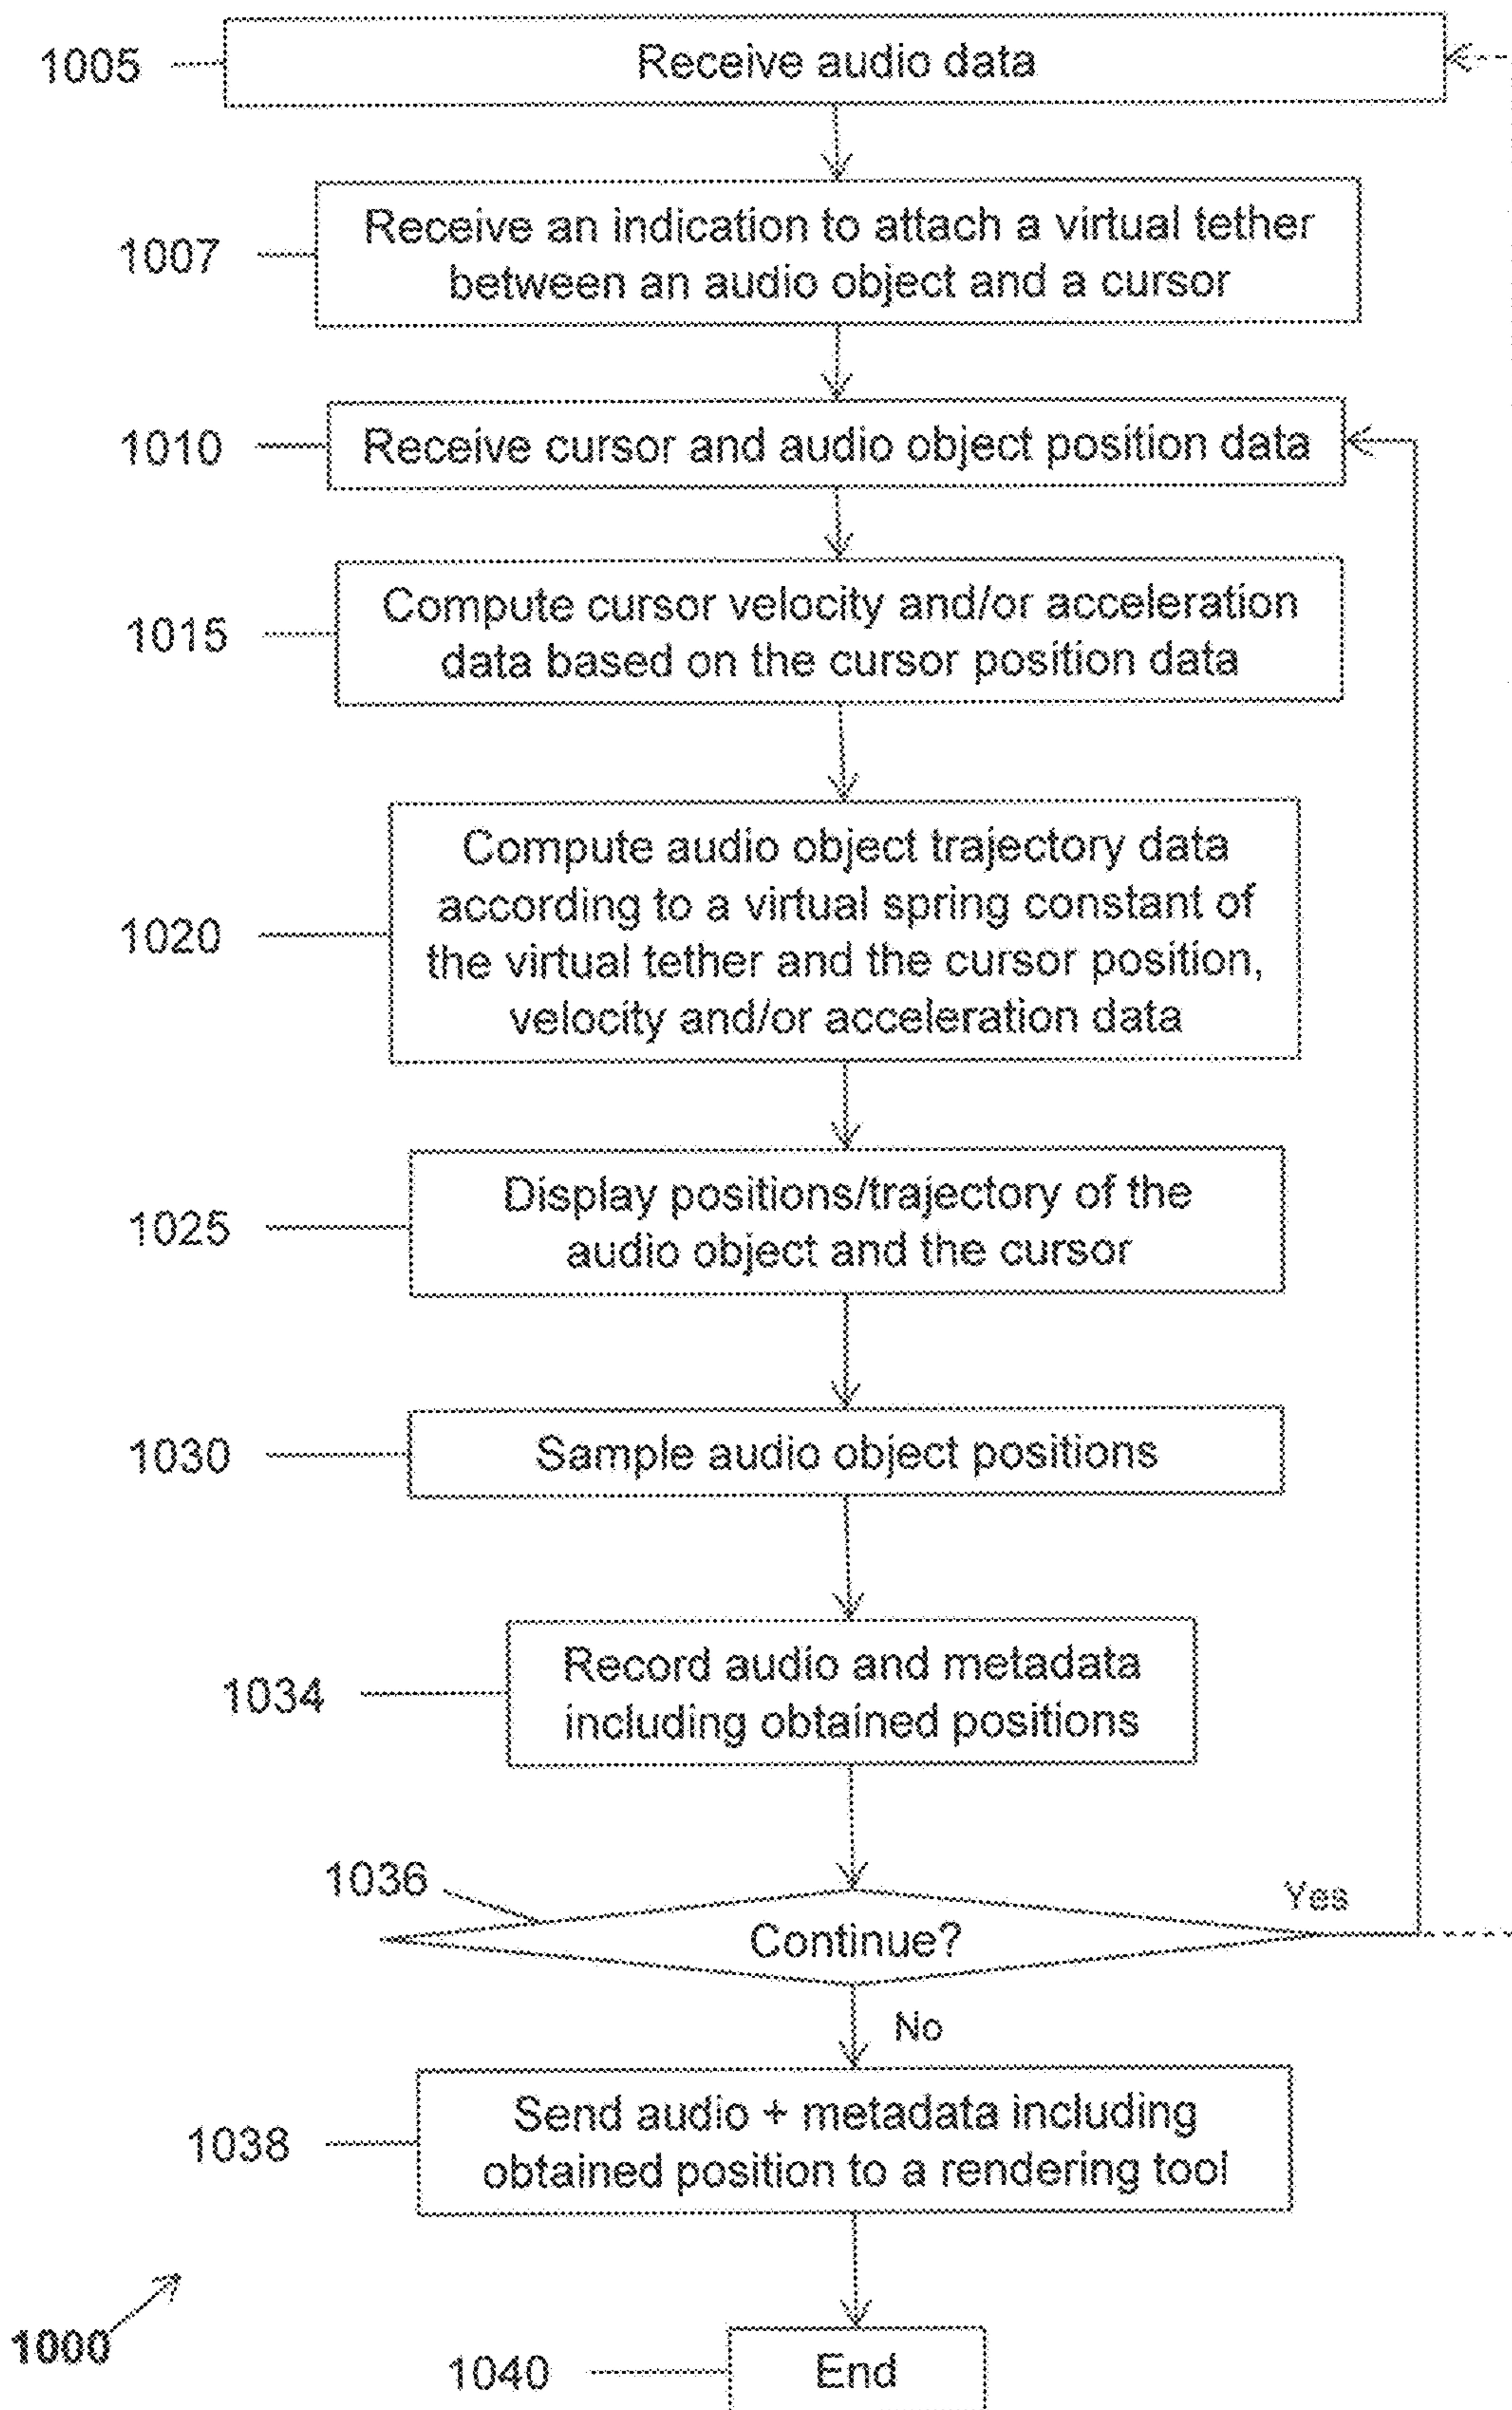 1005
Receive audio data
1007
Receive an indication to attach a virtual tether
between an audio object and a cursor
1010
Receive cursor and audio object position data
1015
Compute cursor velocity and/or acceleration
data based on the cursor position data
1020
Compute audio object trajectory data
according to a virtual spring constant of
the virtual tether and the cursor position,
velocity and/or acceleration data
1025
Display positions/trajectory of the
audio object and the cursor
1030
Sample audio object positions
1034
Record audio and metadata
including obtained positions
1036
Continue?
Yes
No
1038
Send audio + metadata including
obtained position to a rendering tool
1000
1040
End